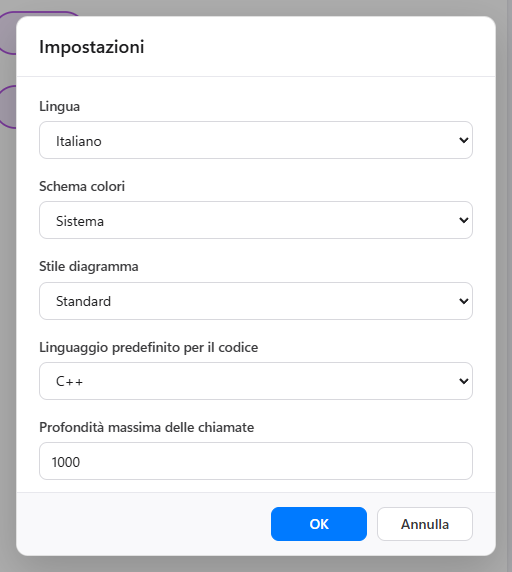 Impostazioni
Lingua
Italiano
Schema colori
Sistema
Stile diagramma
Standard
Linguaggio predefinito per il codice
C++
Profondità massima delle chiamate
1000
OK
Annulla